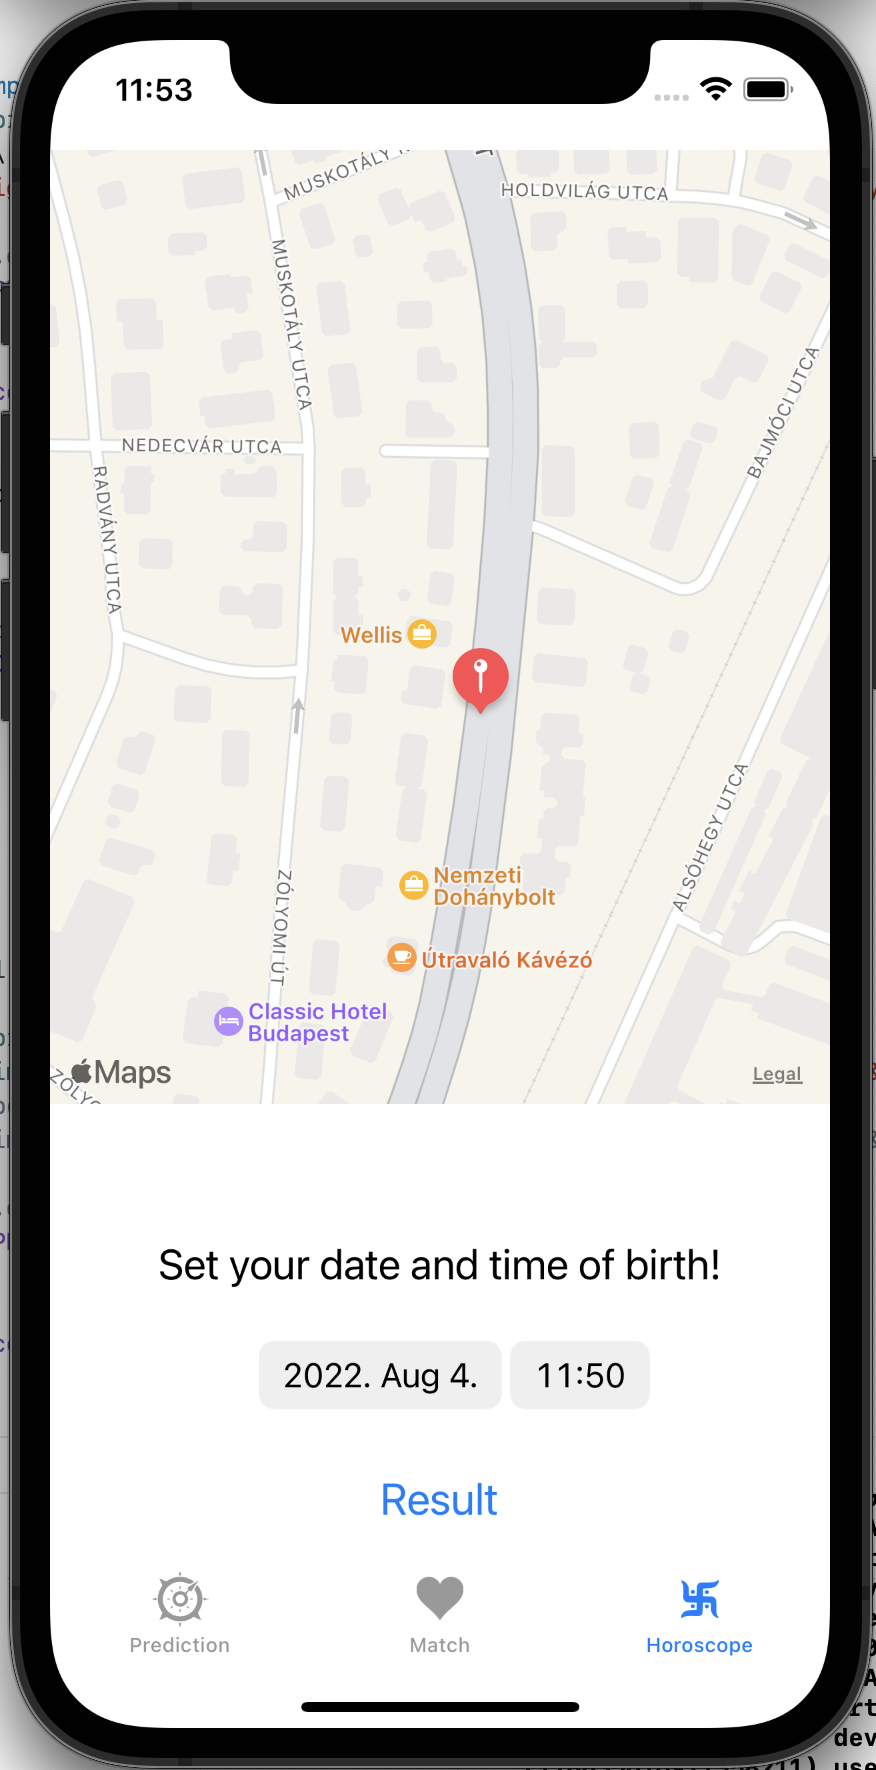 11:53
MUSKOTÁLY
HOLDVILÁG UTCA
MUSKOTÁLY UTCA
BAJMÓCI UTCA
NEDECVÁR UTCA
RADVÁNY UTCA
Wellis
ALSÓHEGY UTCA
Nemzeti
Dohánybolt
ZÓLYOMI ÚT
Útravaló Kávézó
Classic Hotel
Budapest
Maps
Legal
Set your date and time of birth!
2022. Aug 4.
11:50
Result
Prediction
Match
Horoscope